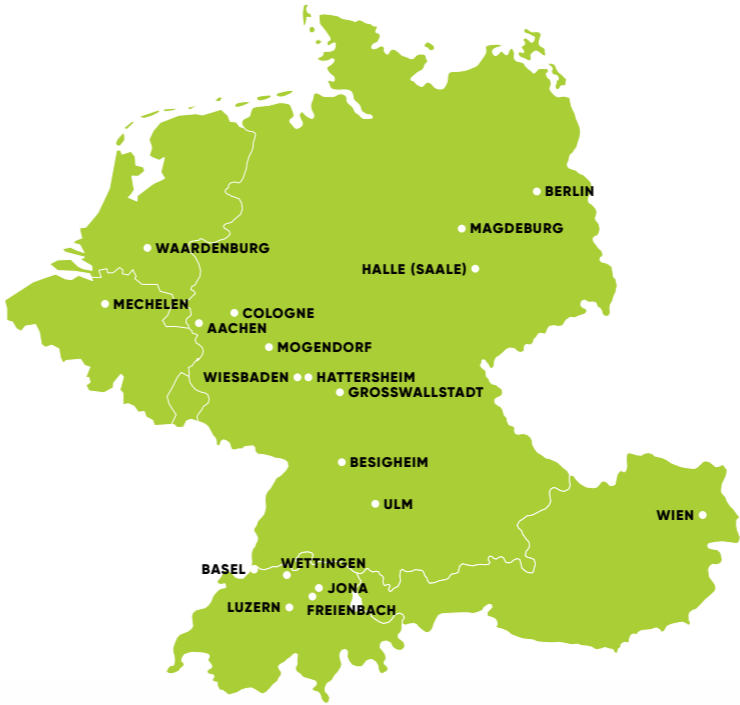 BERLIN
MAGDEBURG
WAARDENBURG
HALLE (SAALE)
MECHELEN
COLOGNE
AACHEN
MOGENDORF
WIESBADEN
HATTERSHEIM
GROSSWALLSTADT
BESIGHEIM
ULM
WIEN
WETTINGEN
BASEL
JONA
LUZERN
FREIENBACH